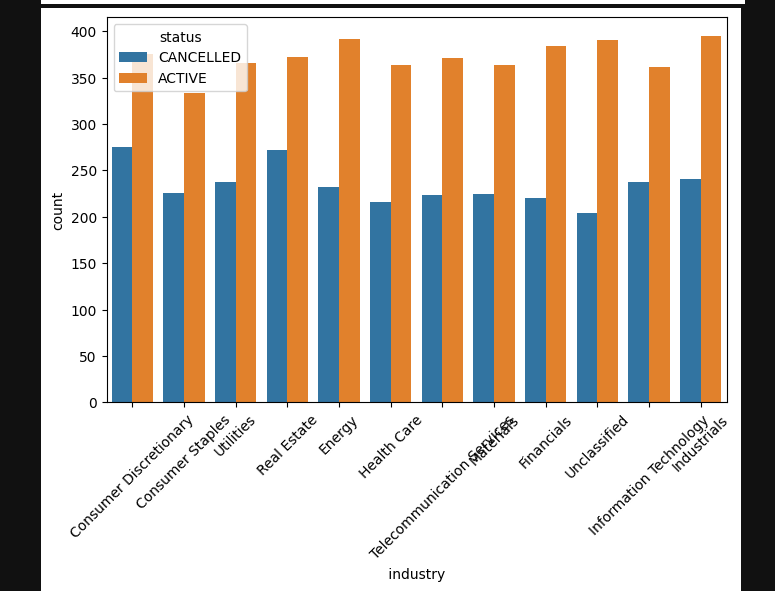 status
CANCELLED
ACTIVE
400
350
300
250
200
150
100
50
0
count
Consumer Discretionary
Consumer Staples
Utilities
Real Estate
Energy
Health Care
Telecommunication Services
Materials
Financials
Unclassified
Information Technology
Industrials
industry